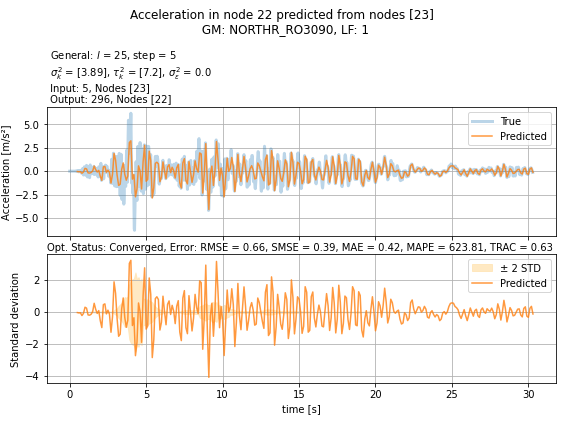 Acceleration in node 22 predicted from nodes [23]
GM: NORTHR_RO3090, LF: 1
General: l = 25, step = 5
σ²ₖ = [3.89], τ²ₖ = [7.2], σ²ε = 0.0
Input: 5, Nodes [23]
Output: 296, Nodes [22]
Acceleration [m/s²]
5.0
2.5
0.0
−2.5
−5.0
True
Predicted
Opt. Status: Converged, Error: RMSE = 0.66, SMSE = 0.39, MAE = 0.42, MAPE = 623.81, TRAC = 0.63
Standard deviation
2
0
−2
−4
± 2 STD
Predicted
0 5 10 15 20 25 30
time [s]